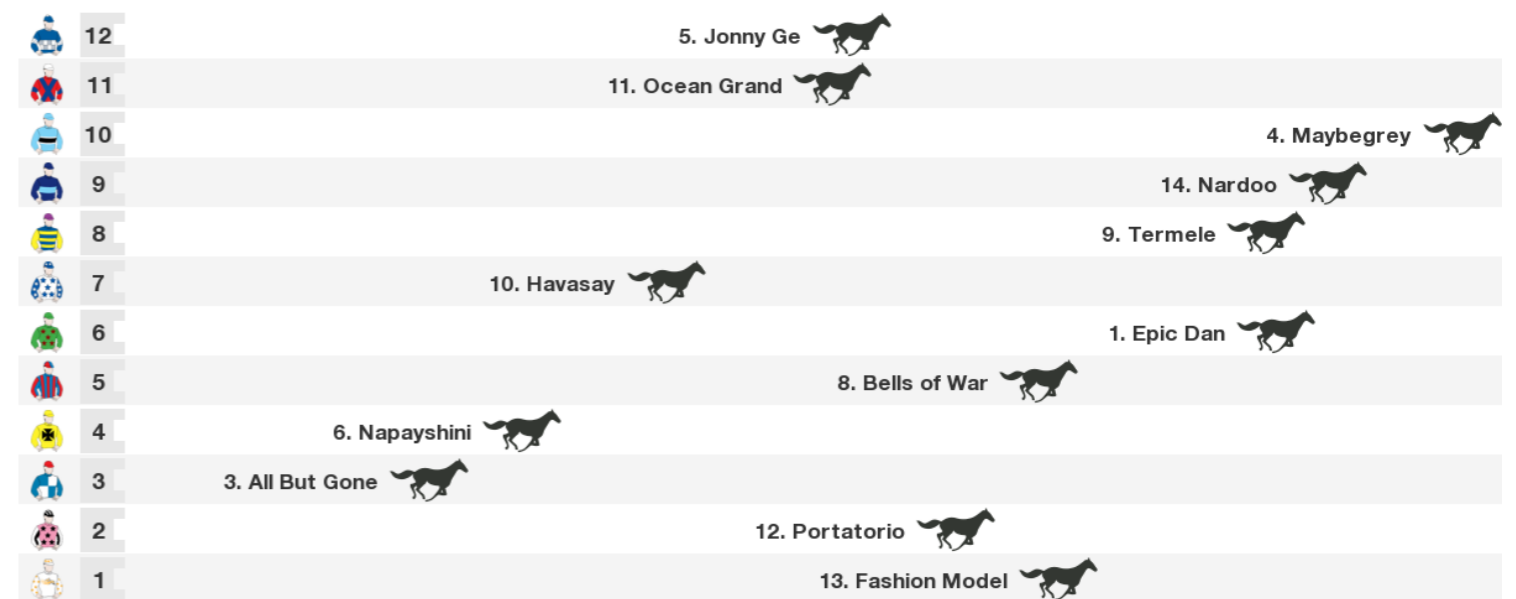 12 5. Jonny Ge
11 11. Ocean Grand
10 4. Maybegrey
9 14. Nardoo
8 9. Termele
7 10. Havasay
6 1. Epic Dan
5 8. Bells of War
4 6. Napayshini
3 3. All But Gone
2 12. Portatorio
1 13. Fashion Model